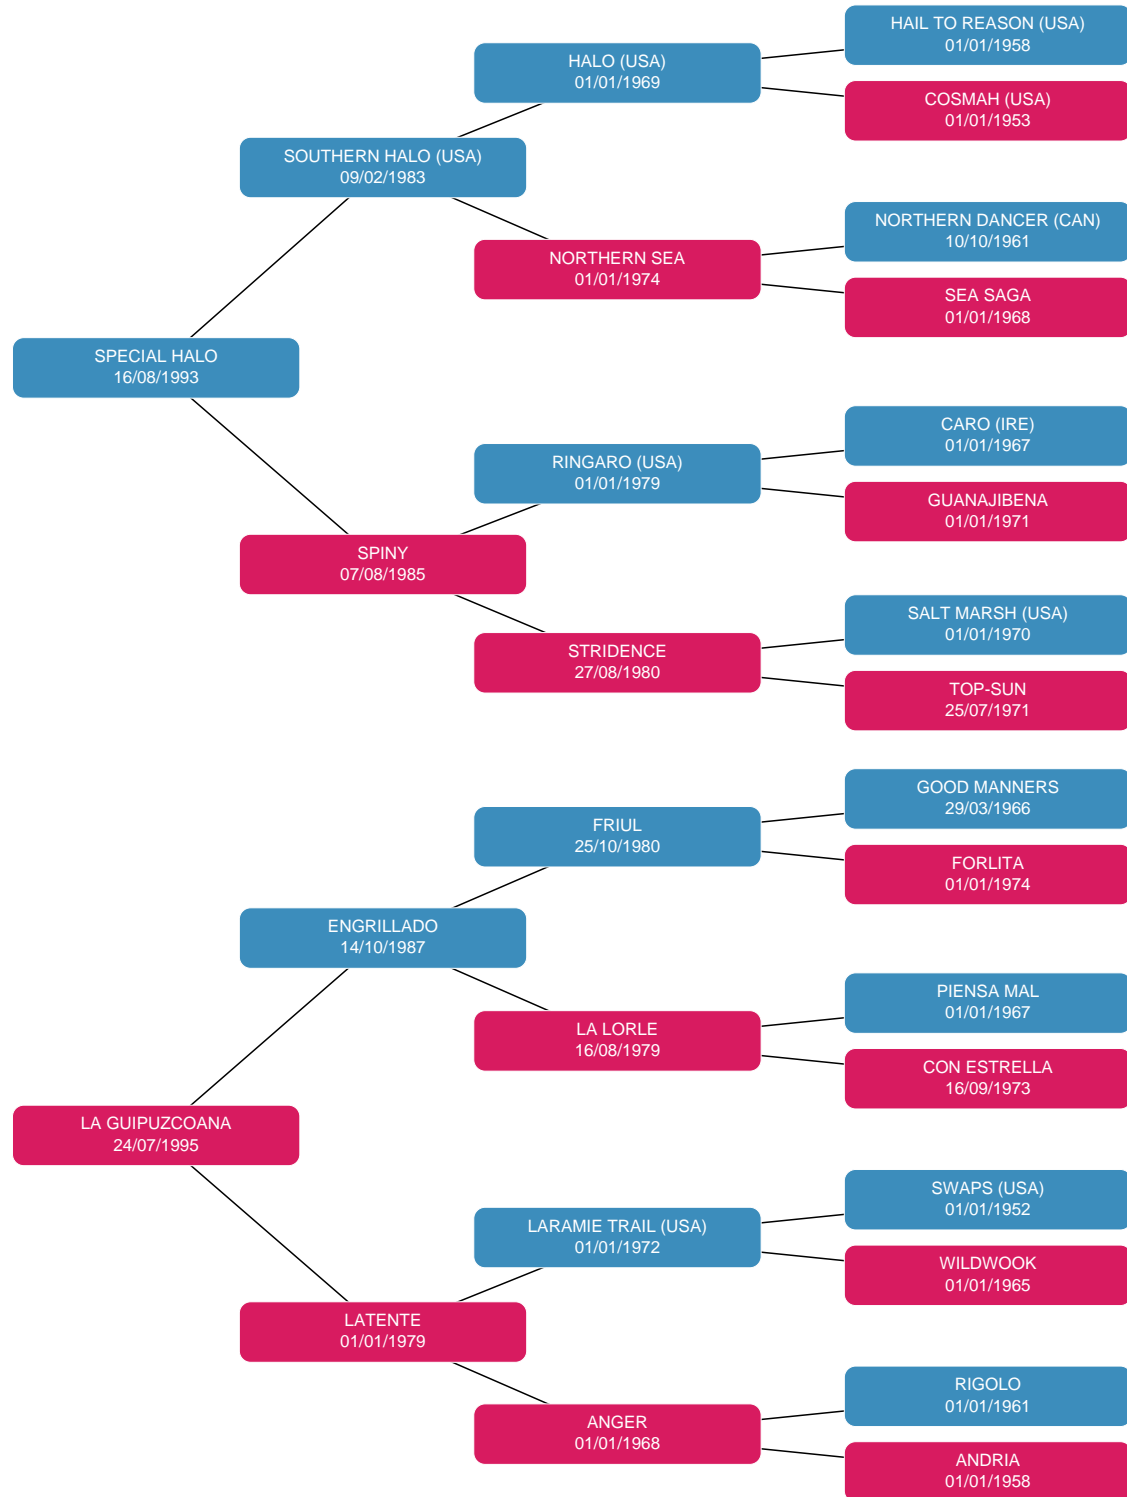 HAIL TO REASON (USA)
01/01/1958
HALO (USA)
01/01/1969
COSMAH (USA)
01/01/1953
SOUTHERN HALO (USA)
09/02/1983
NORTHERN DANCER (CAN)
10/10/1961
NORTHERN SEA
01/01/1974
SEA SAGA
01/01/1968
SPECIAL HALO
16/08/1993
CARO (IRE)
01/01/1967
RINGARO (USA)
01/01/1979
GUANAJIBENA
01/01/1971
SPINY
07/08/1985
SALT MARSH (USA)
01/01/1970
STRIDENCE
27/08/1980
TOP-SUN
25/07/1971
GOOD MANNERS
29/03/1966
FRIUL
25/10/1980
FORLITA
01/01/1974
ENGRILLADO
14/10/1987
PIENSA MAL
01/01/1967
LA LORLE
16/08/1979
CON ESTRELLA
16/09/1973
LA GUIPUZCOANA
24/07/1995
SWAPS (USA)
01/01/1952
LARAMIE TRAIL (USA)
01/01/1972
WILDWOOK
01/01/1965
LATENTE
01/01/1979
RIGOLO
01/01/1961
ANGER
01/01/1968
ANDRIA
01/01/1958